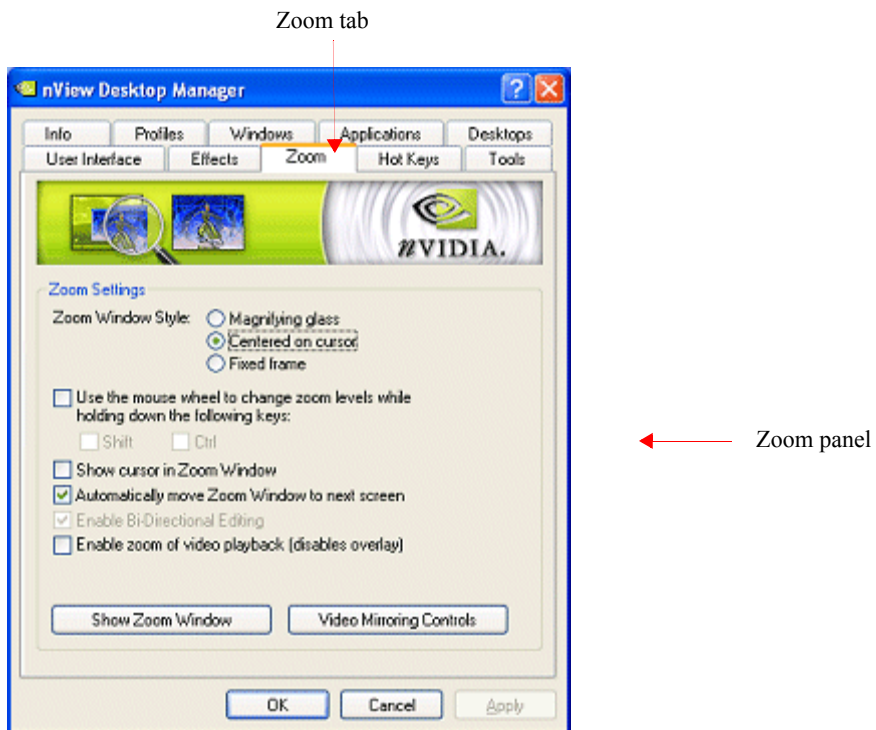 Zoom tab
nView Desktop Manager
Info Profiles Windows Applications Desktops
User Interface Effects Zoom Hot Keys Tools
nVIDIA.
Zoom Settings
Zoom Window Style: Magnifying glass
Centered on cursor
Fixed frame
Use the mouse wheel to change zoom levels while
holding down the following keys:
Shift Ctrl
Zoom panel
Show cursor in Zoom Window
Automatically move Zoom Window to next screen
Enable Bi-Directional Editing
Enable zoom of video playback (disables overlay)
Show Zoom Window Video Mirroring Controls
OK Cancel Apply